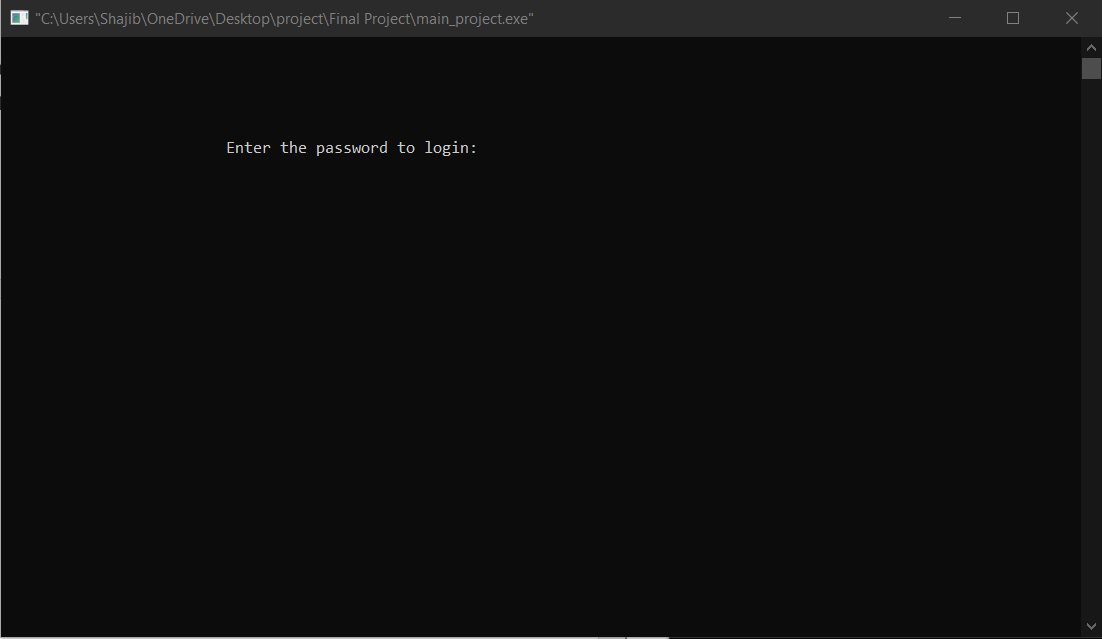 "C:\Users\Shajib\OneDrive\Desktop\project\Final Project\main_project.exe"
Enter the password to login: